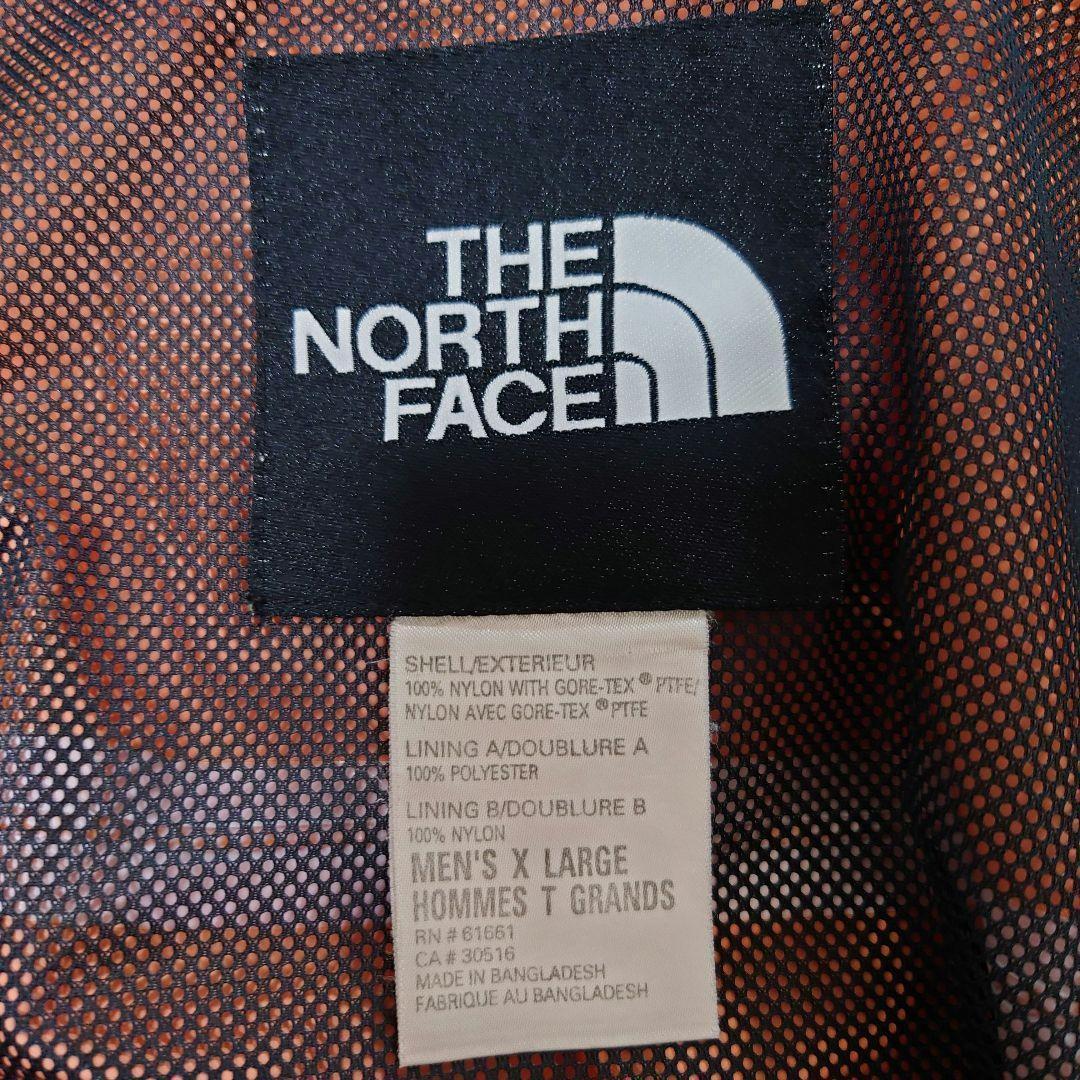 THE
NORTH
FACE
SHELL/EXTERIEUR
100% NYLON WITH GORE-TEX® PTFE/
NYLON AVEC GORE-TEX® PTFE
LINING A/DOUBLURE A
100% POLYESTER
LINING B/DOUBLURE B
100% NYLON
MEN'S X LARGE
HOMMES T GRANDS
RN # 61661
CA # 30516
MADE IN BANGLADESH
FABRIQUE AU BANGLADESH